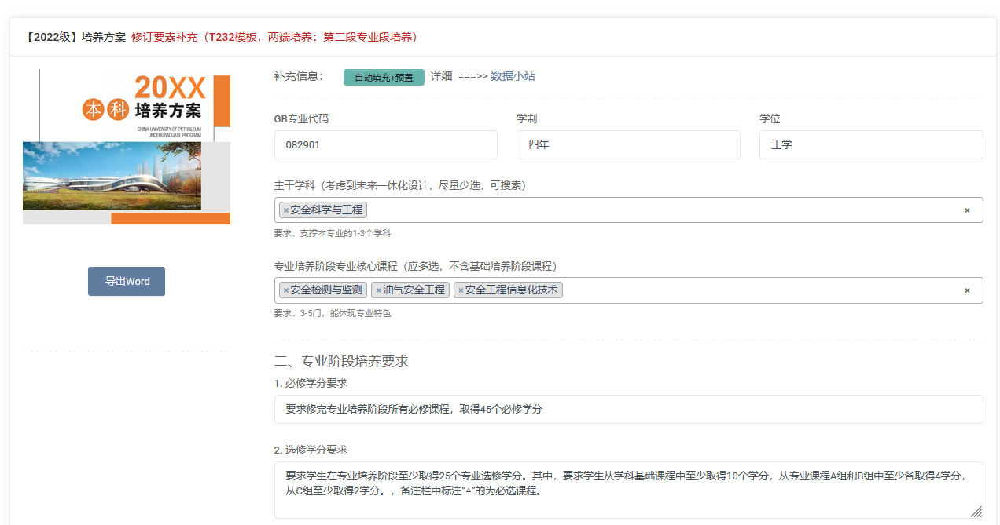 【2022级】培养方案 修订要素补充（T232模板，两端培养：第二段专业段培养）
20XX
本科 培养方案
CHINA UNIVERSITY OF PETROLEUM
UNDERGRADUATE PROGRAM
导出Word
补充信息： 自动填充+预置 详细 ===>> 数据小站
GB专业代码 学制 学位
082901 四年 工学
主干学科（考虑到未来一体化设计，尽量少选，可搜索）
×安全科学与工程 ×
要求：支撑本专业的1-3个学科
专业培养阶段专业核心课程（应多选，不含基础培养阶段课程）
×安全检测与监测 ×油气安全工程 ×安全工程信息化技术 ×
要求：3-5门，能体现专业特色
二、专业阶段培养要求
1. 必修学分要求
要求修完专业培养阶段所有必修课程，取得45个必修学分
2. 选修学分要求
要求学生在专业培养阶段至少取得25个专业选修学分。其中，要求学生从学科基础课程中至少取得10个学分，从专业课程A组和B组中至少各取得4学分，
从C组至少取得2学分。，备注栏中标注“△”的为必选课程。